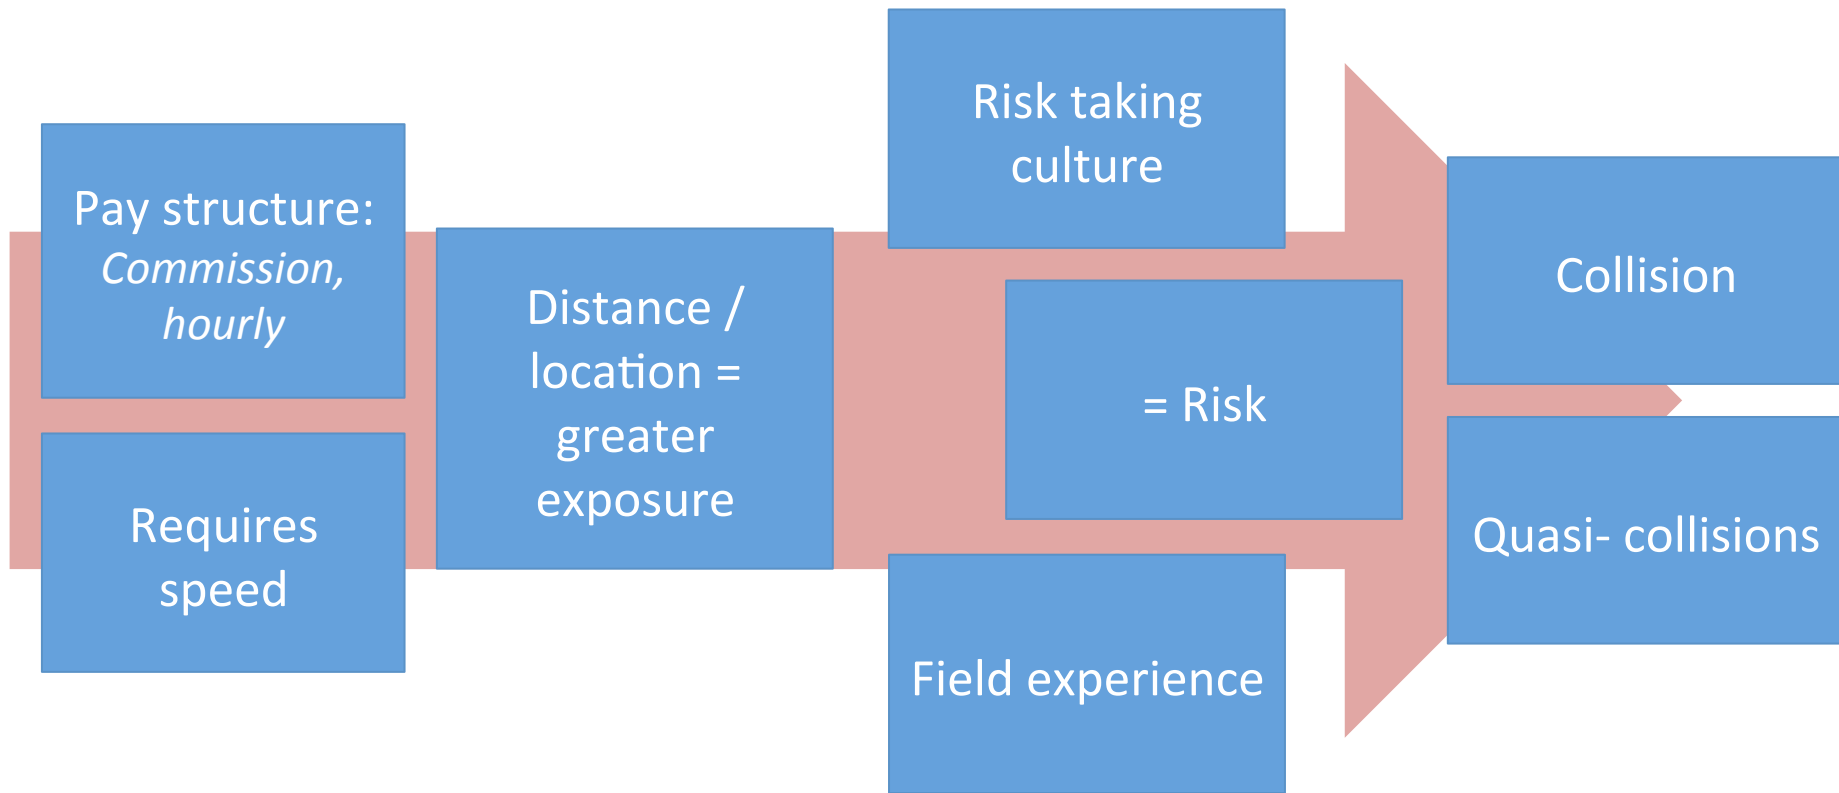 Pay structure:
Commission,
hourly
Requires
speed
Distance /
location =
greater
exposure
Risk taking
culture
= Risk
Field experience
Collision
Quasi- collisions